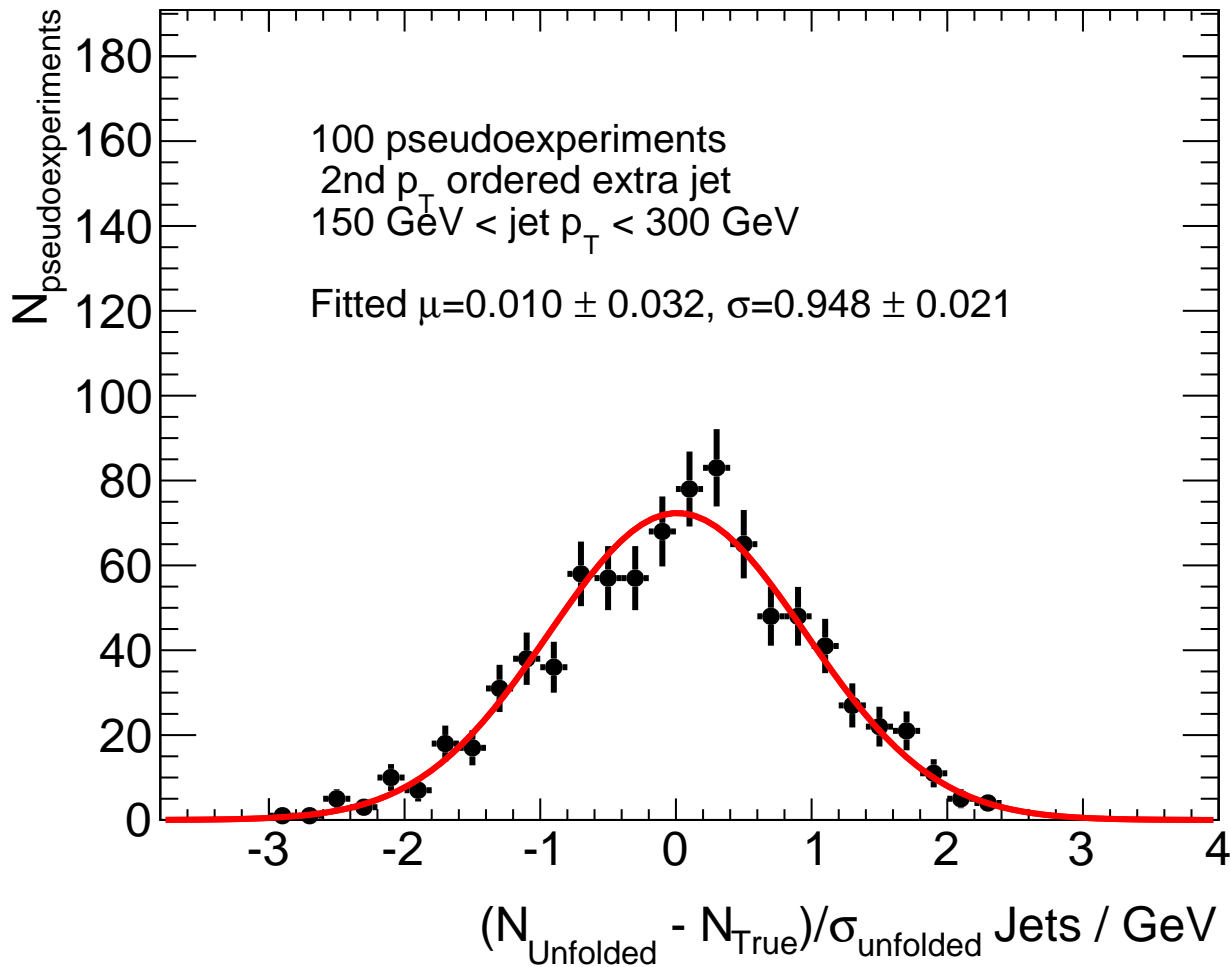 N_pseudoexperiments
180
160
140
120
100
80
60
40
20
0
100 pseudoexperiments
2nd p_T ordered extra jet
150 GeV < jet p_T < 300 GeV
Fitted μ=0.010 ± 0.032, σ=0.948 ± 0.021
-3 -2 -1 0 1 2 3 4
(N_Unfolded - N_True)/σ_unfolded Jets / GeV